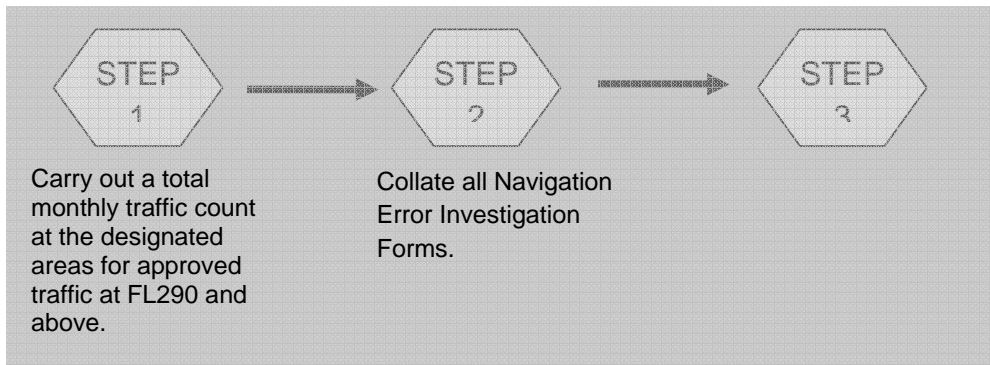 STEP
1
STEP
2
STEP
3
Carry out a total
monthly traffic count
at the designated
areas for approved
traffic at FL290 and
above.
Collate all Navigation
Error Investigation
Forms.